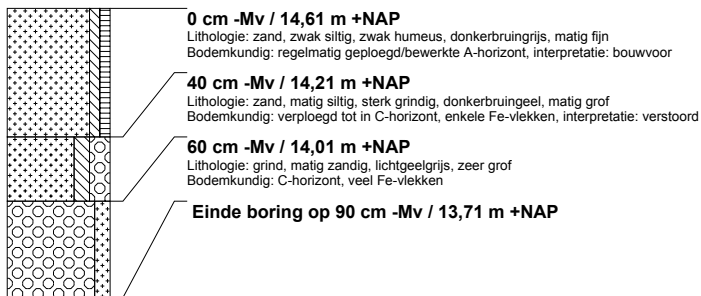 0 cm -Mv / 14,61 m +NAP
Lithologie: zand, zwak siltig, zwak humeus, donkerbruingrijs, matig fijn
Bodemkundig: regelmatig geploegd/bewerkte A-horizont, interpretatie: bouwvoor
40 cm -Mv / 14,21 m +NAP
Lithologie: zand, matig siltig, sterk grindig, donkerbruingeel, matig grof
Bodemkundig: verploegd tot in C-horizont, enkele Fe-vlekken, interpretatie: verstoord
60 cm -Mv / 14,01 m +NAP
Lithologie: grind, matig zandig, lichtgeelgrijs, zeer grof
Bodemkundig: C-horizont, veel Fe-vlekken
Einde boring op 90 cm -Mv / 13,71 m +NAP